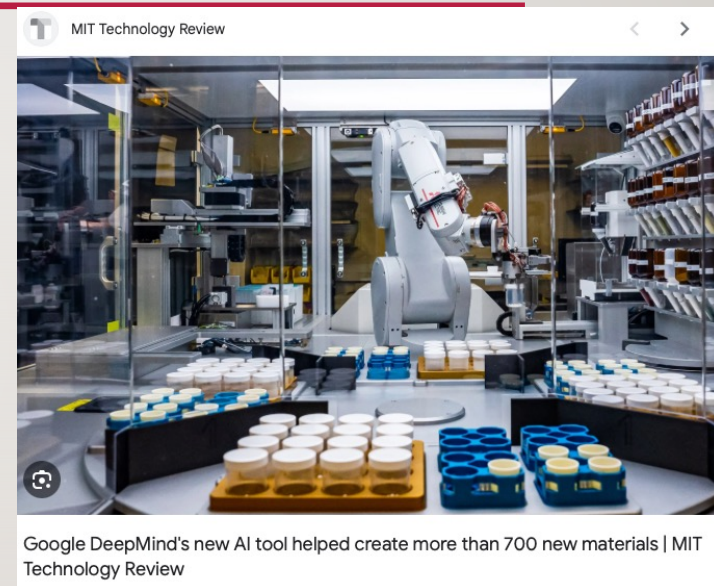 MIT Technology Review
Google DeepMind's new AI tool helped create more than 700 new materials | MIT
Technology Review